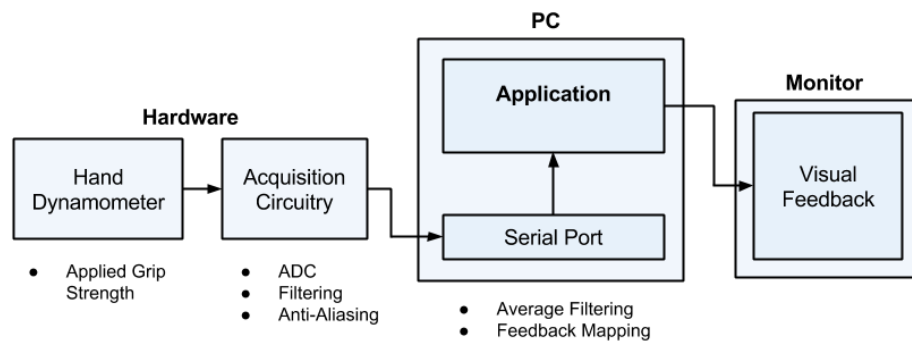 PC
Application
Monitor
Hardware
Hand
Dynamometer
Acquisition
Circuitry
Visual
Feedback
Serial Port
● Applied Grip
Strength
● ADC
● Filtering
● Anti-Aliasing
● Average Filtering
● Feedback Mapping